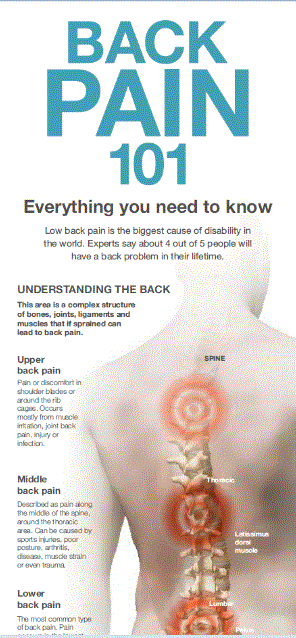 BACK
PAIN
101
Everything you need to know
Low back pain is the biggest cause of disability in
the world. Experts say about 4 out of 5 people will
have a back problem in their lifetime.
UNDERSTANDING THE BACK
This area is a complex structure
of bones, joints, ligaments and
muscles that if sprained can
lead to back pain.
SPINE
Upper
back pain
Pain or discomfort in
shoulder blades or
around the rib
cages. Occurs
mostly from muscle
irritation, joint back
pain, injury or
infection.
Thoracic
Middle
back pain
Described as pain along
the middle of the spine,
around the thoracic
area. Can be caused by
sports injuries, poor
posture, arthritis,
disease, muscle strain
or even trauma.
Latissimus
dorsi
muscle
Lower
back pain
Lumbar
The most common type
of back pain. Pain
Pelvis